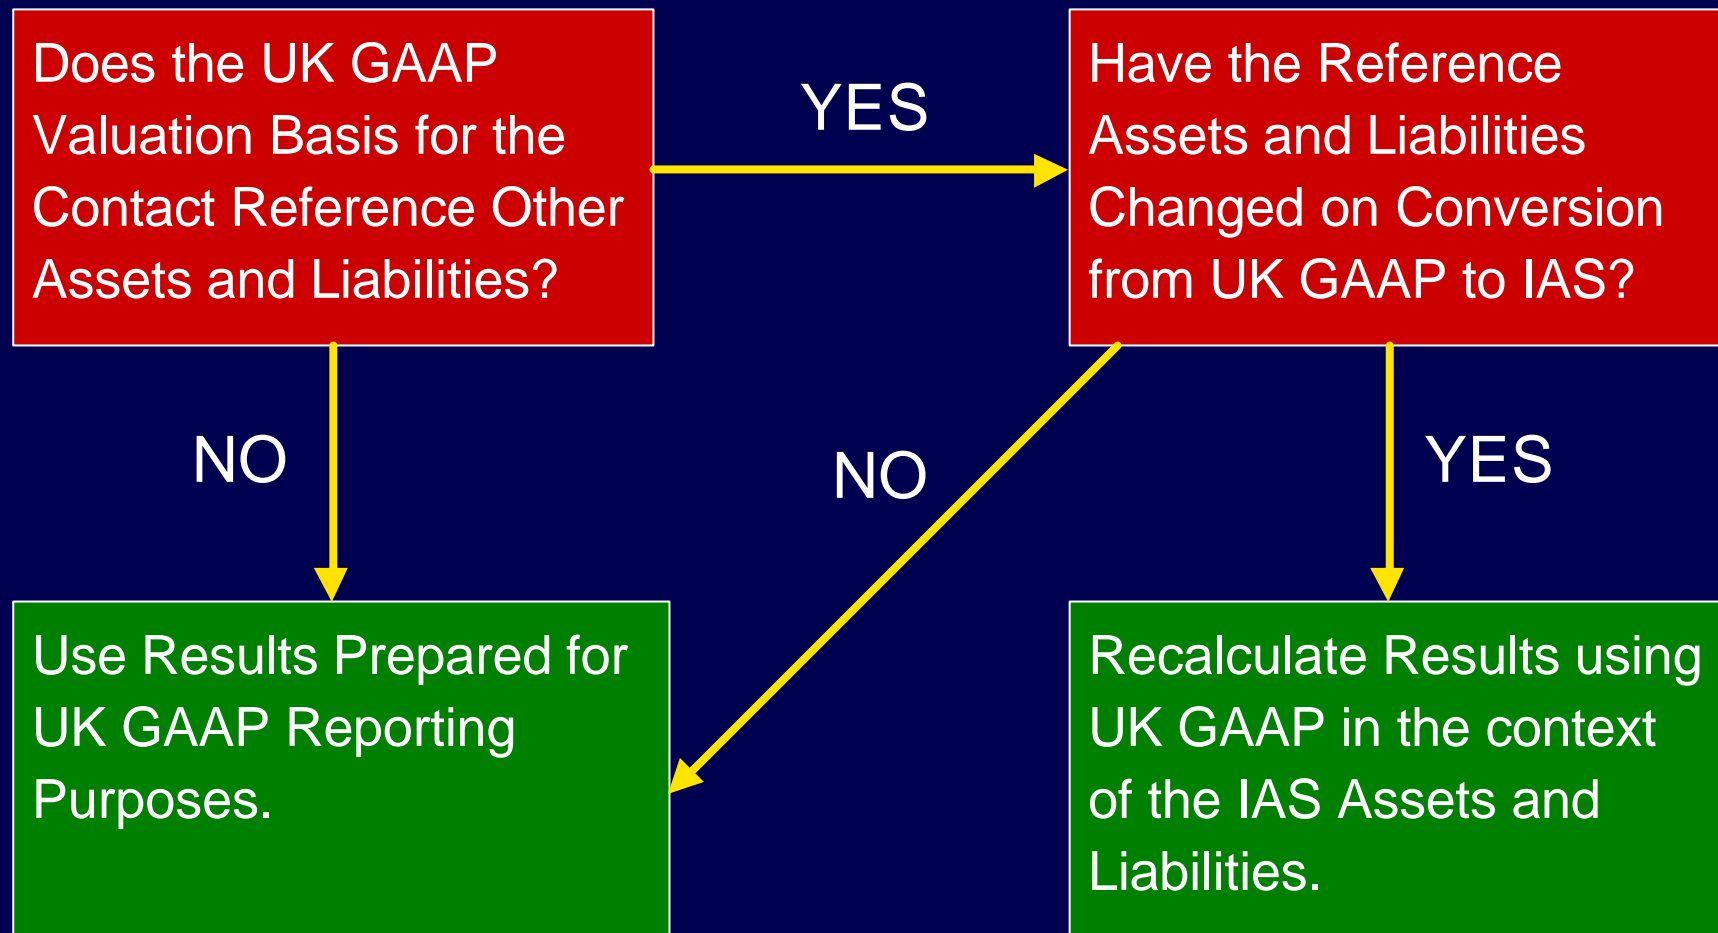 Does the UK GAAP
Valuation Basis for the
Contact Reference Other
Assets and Liabilities?
YES
Have the Reference
Assets and Liabilities
Changed on Conversion
from UK GAAP to IAS?
NO
NO
YES
Use Results Prepared for
UK GAAP Reporting
Purposes.
Recalculate Results using
UK GAAP in the context
of the IAS Assets and
Liabilities.